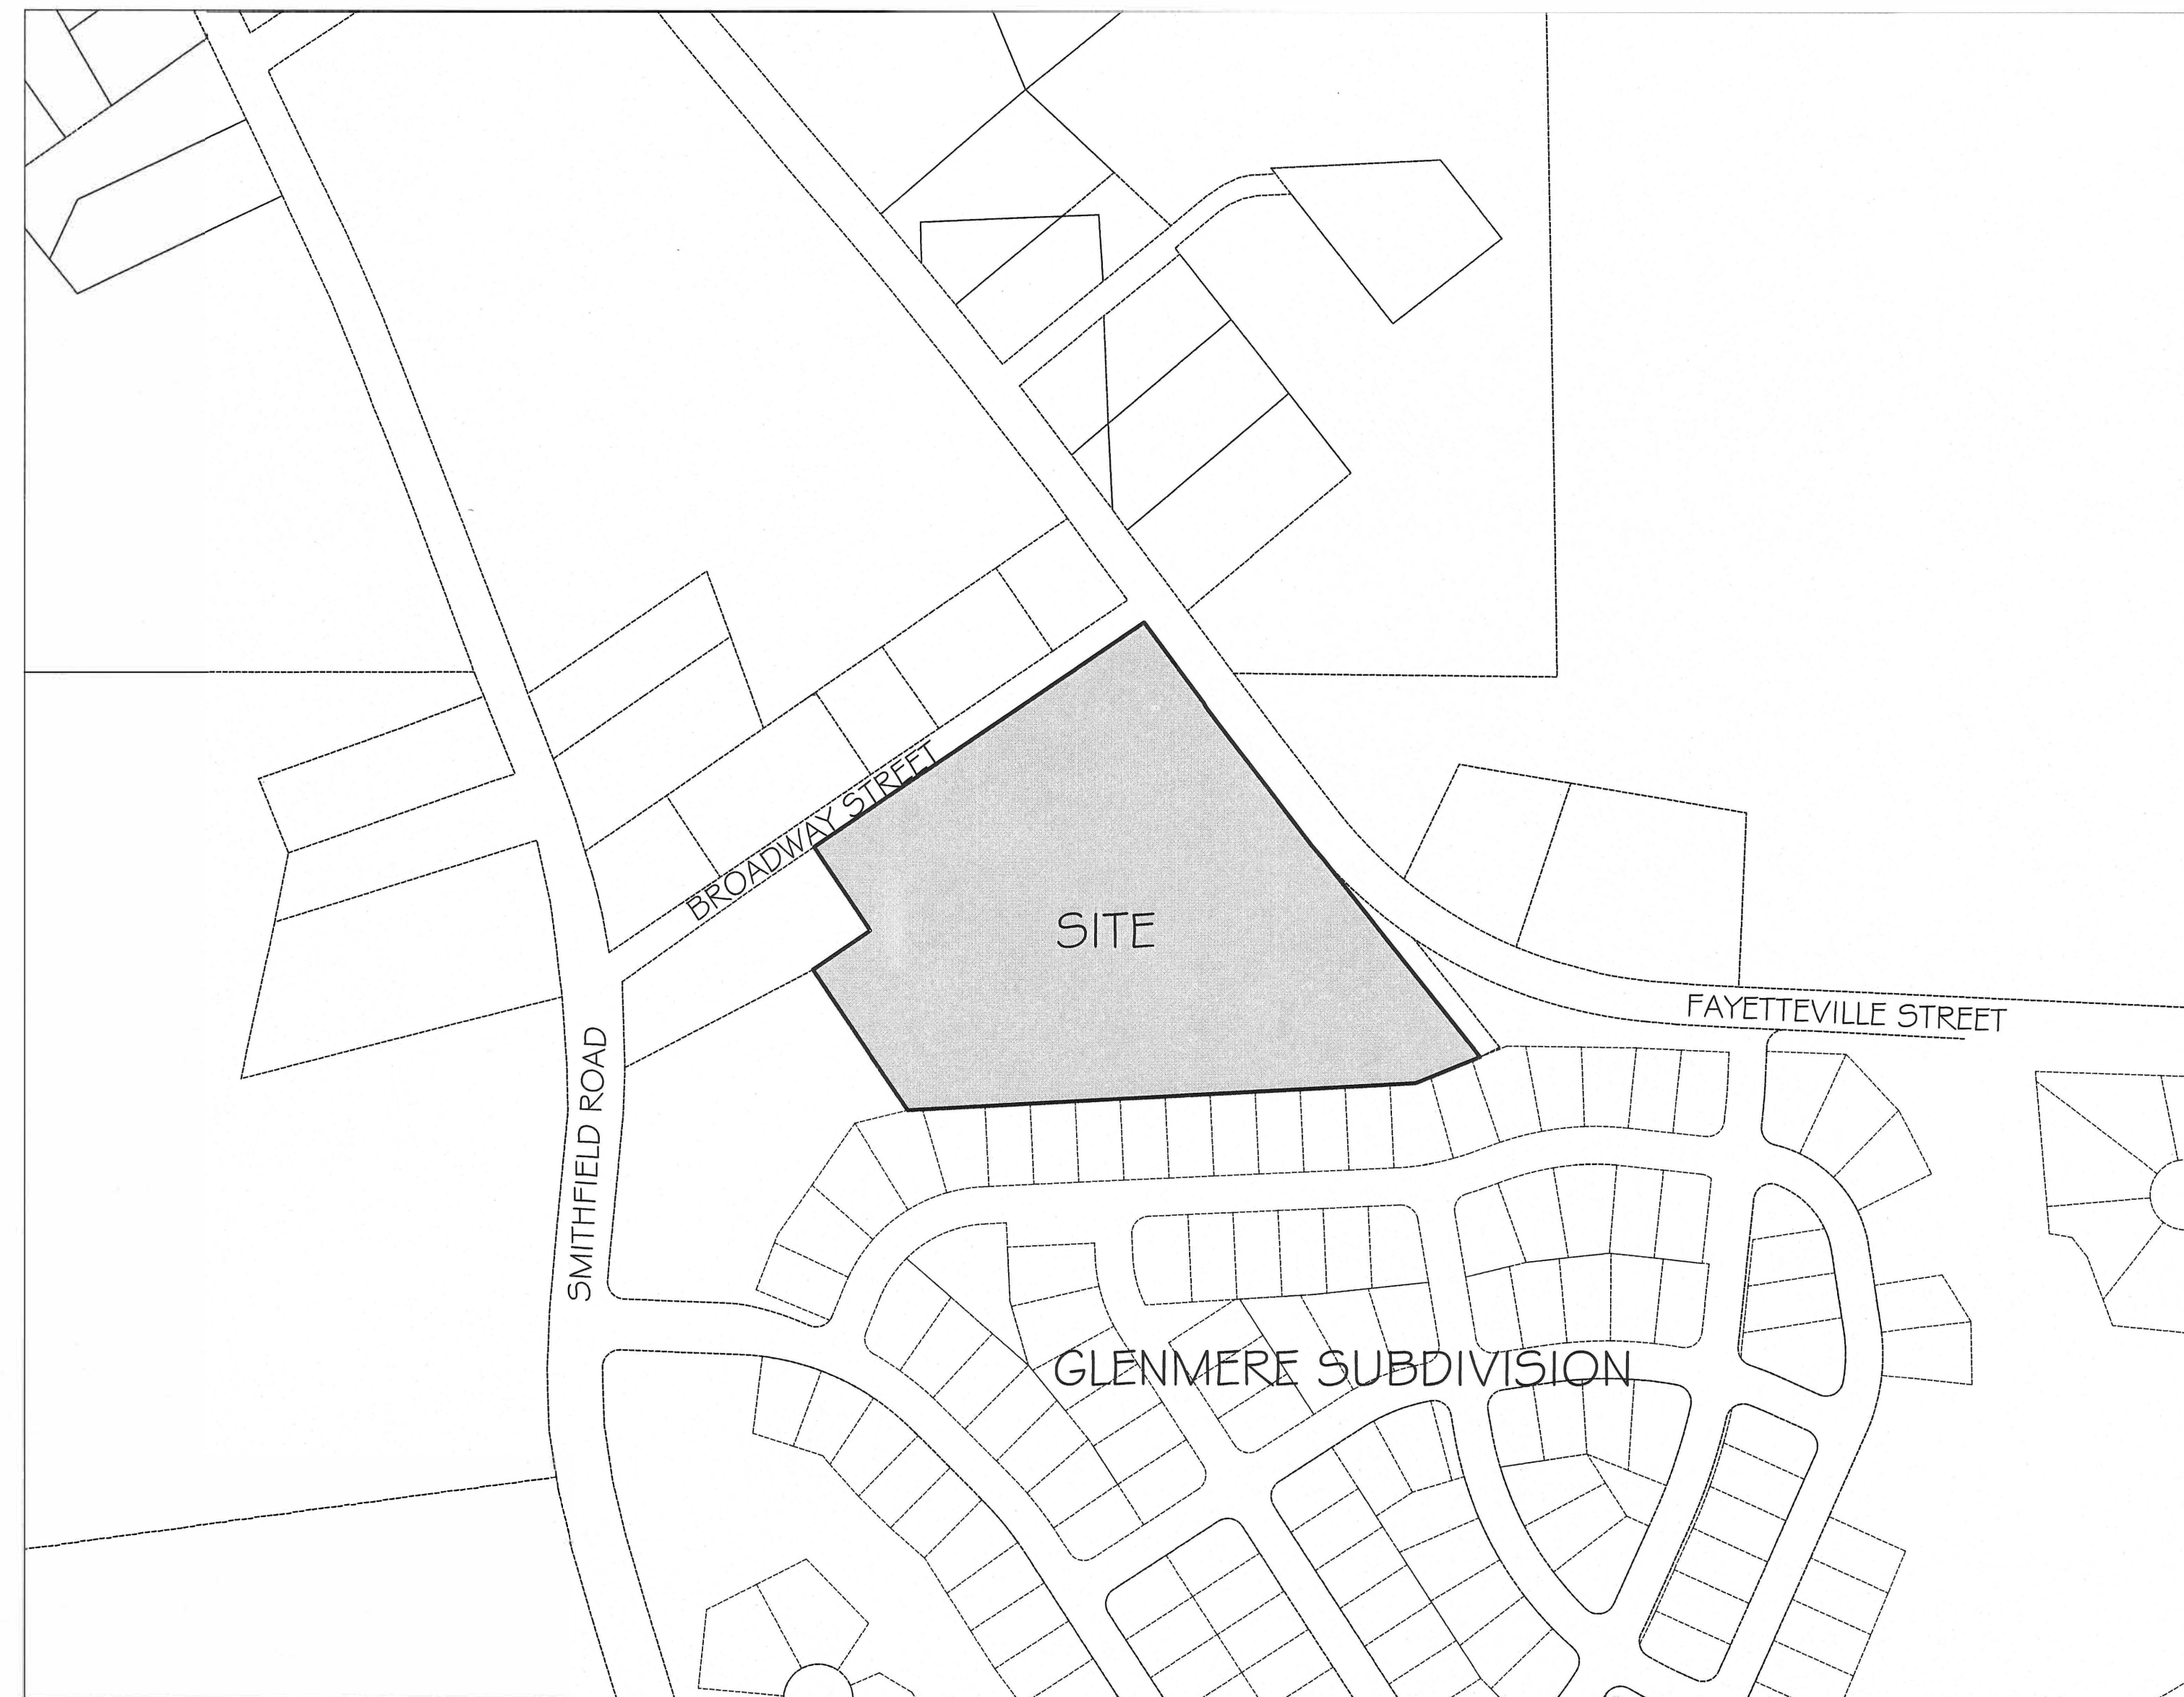 BROADWAY STREET
SITE
FAYETTEVILLE STREET
SMITHFIELD ROAD
GLENMERE SUBDIVISION